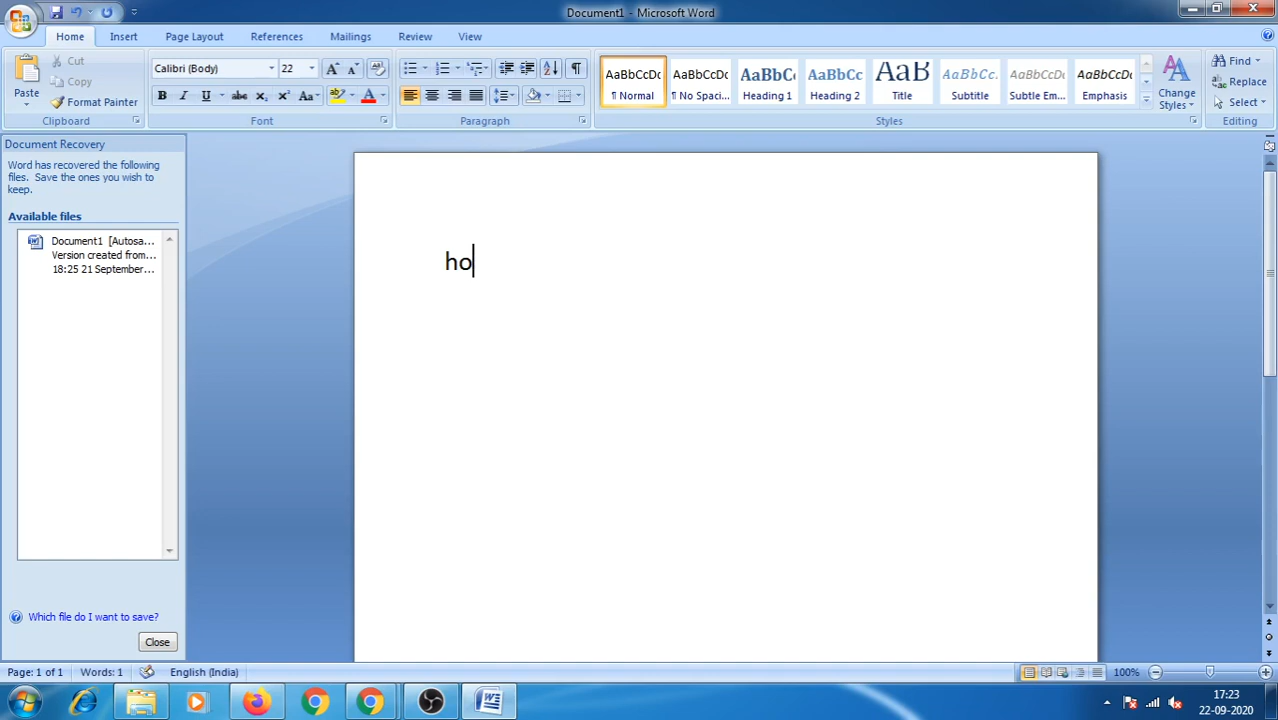 Document1 - Microsoft Word
Home Insert Page Layout References Mailings Review View
Paste
Cut
Copy
Format Painter
Clipboard
Calibri (Body) 22
Font
Paragraph
AaBbCcDc AaBbCcDc AaBbC AaBbCc AaB AaBbCc. AaBbCcDc AaBbCcDc
¶ Normal ¶ No Spaci... Heading 1 Heading 2 Title Subtitle Subtle Em... Emphasis
Change Styles
Styles
Find
Replace
Select
Editing
Document Recovery
Word has recovered the following
files. Save the ones you wish to
keep.
Available files
Document1 [Autosa...
Version created from...
18:25 21 September...
Which file do I want to save?
Close
ho
Page: 1 of 1 Words: 1 English (India) 100%
17:23
22-09-2020